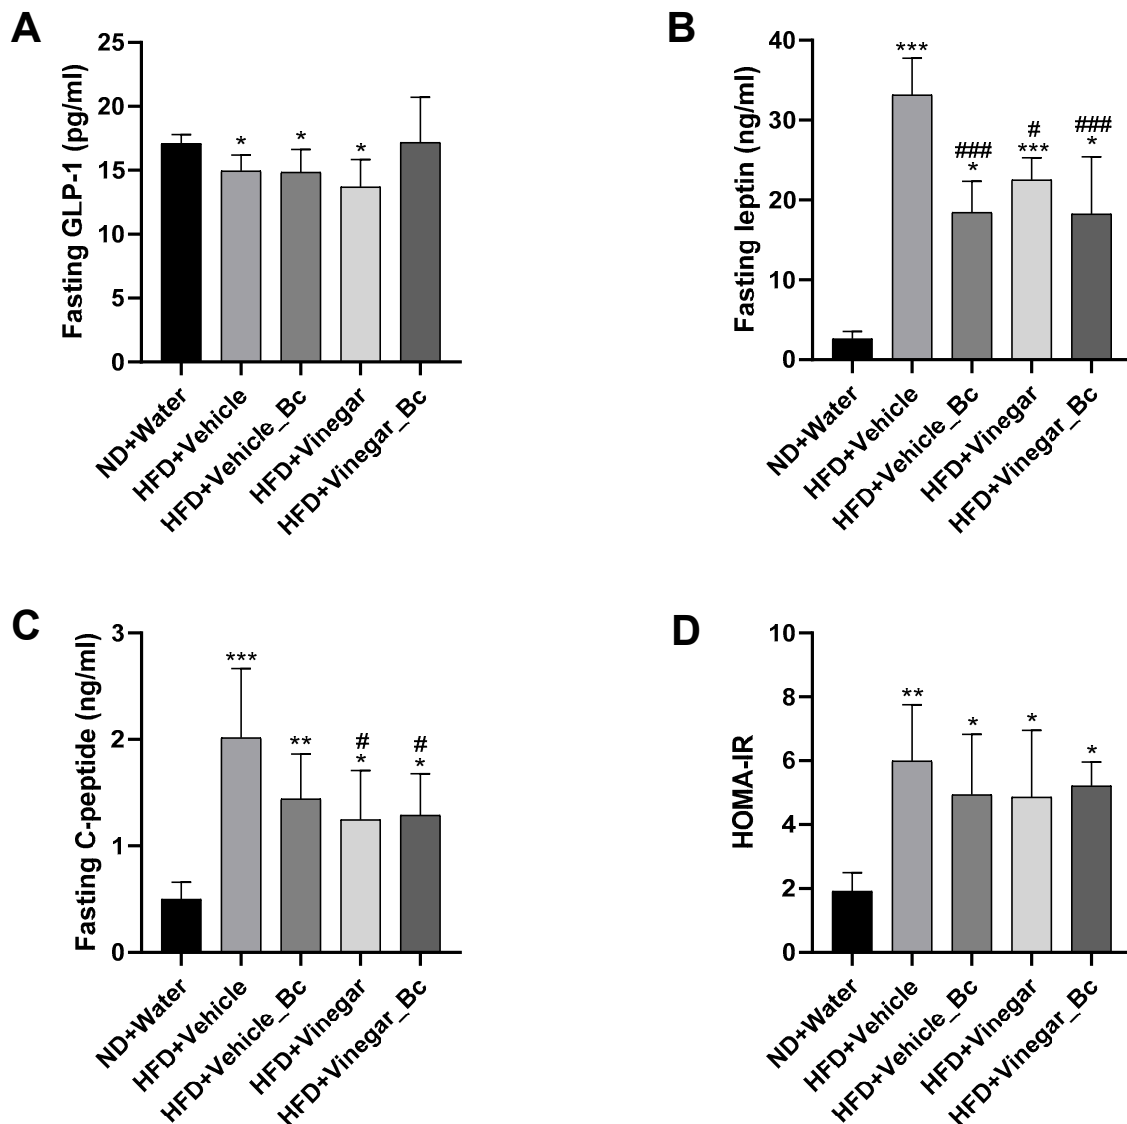 A
Fasting GLP-1 (pg/ml)
25
20
15
10
5
0
*
*
*
ND+Water
HFD+Vehicle
HFD+Vehicle_Bc
HFD+Vinegar
HFD+Vinegar_Bc
B
Fasting leptin (ng/ml)
40
30
20
10
0
***
###
*
#
***
###
*
ND+Water
HFD+Vehicle
HFD+Vehicle_Bc
HFD+Vinegar
HFD+Vinegar_Bc
C
Fasting C-peptide (ng/ml)
3
2
1
0
***
**
#
*
#
*
ND+Water
HFD+Vehicle
HFD+Vehicle_Bc
HFD+Vinegar
HFD+Vinegar_Bc
D
HOMA-IR
10
8
6
4
2
0
**
*
*
*
ND+Water
HFD+Vehicle
HFD+Vehicle_Bc
HFD+Vinegar
HFD+Vinegar_Bc